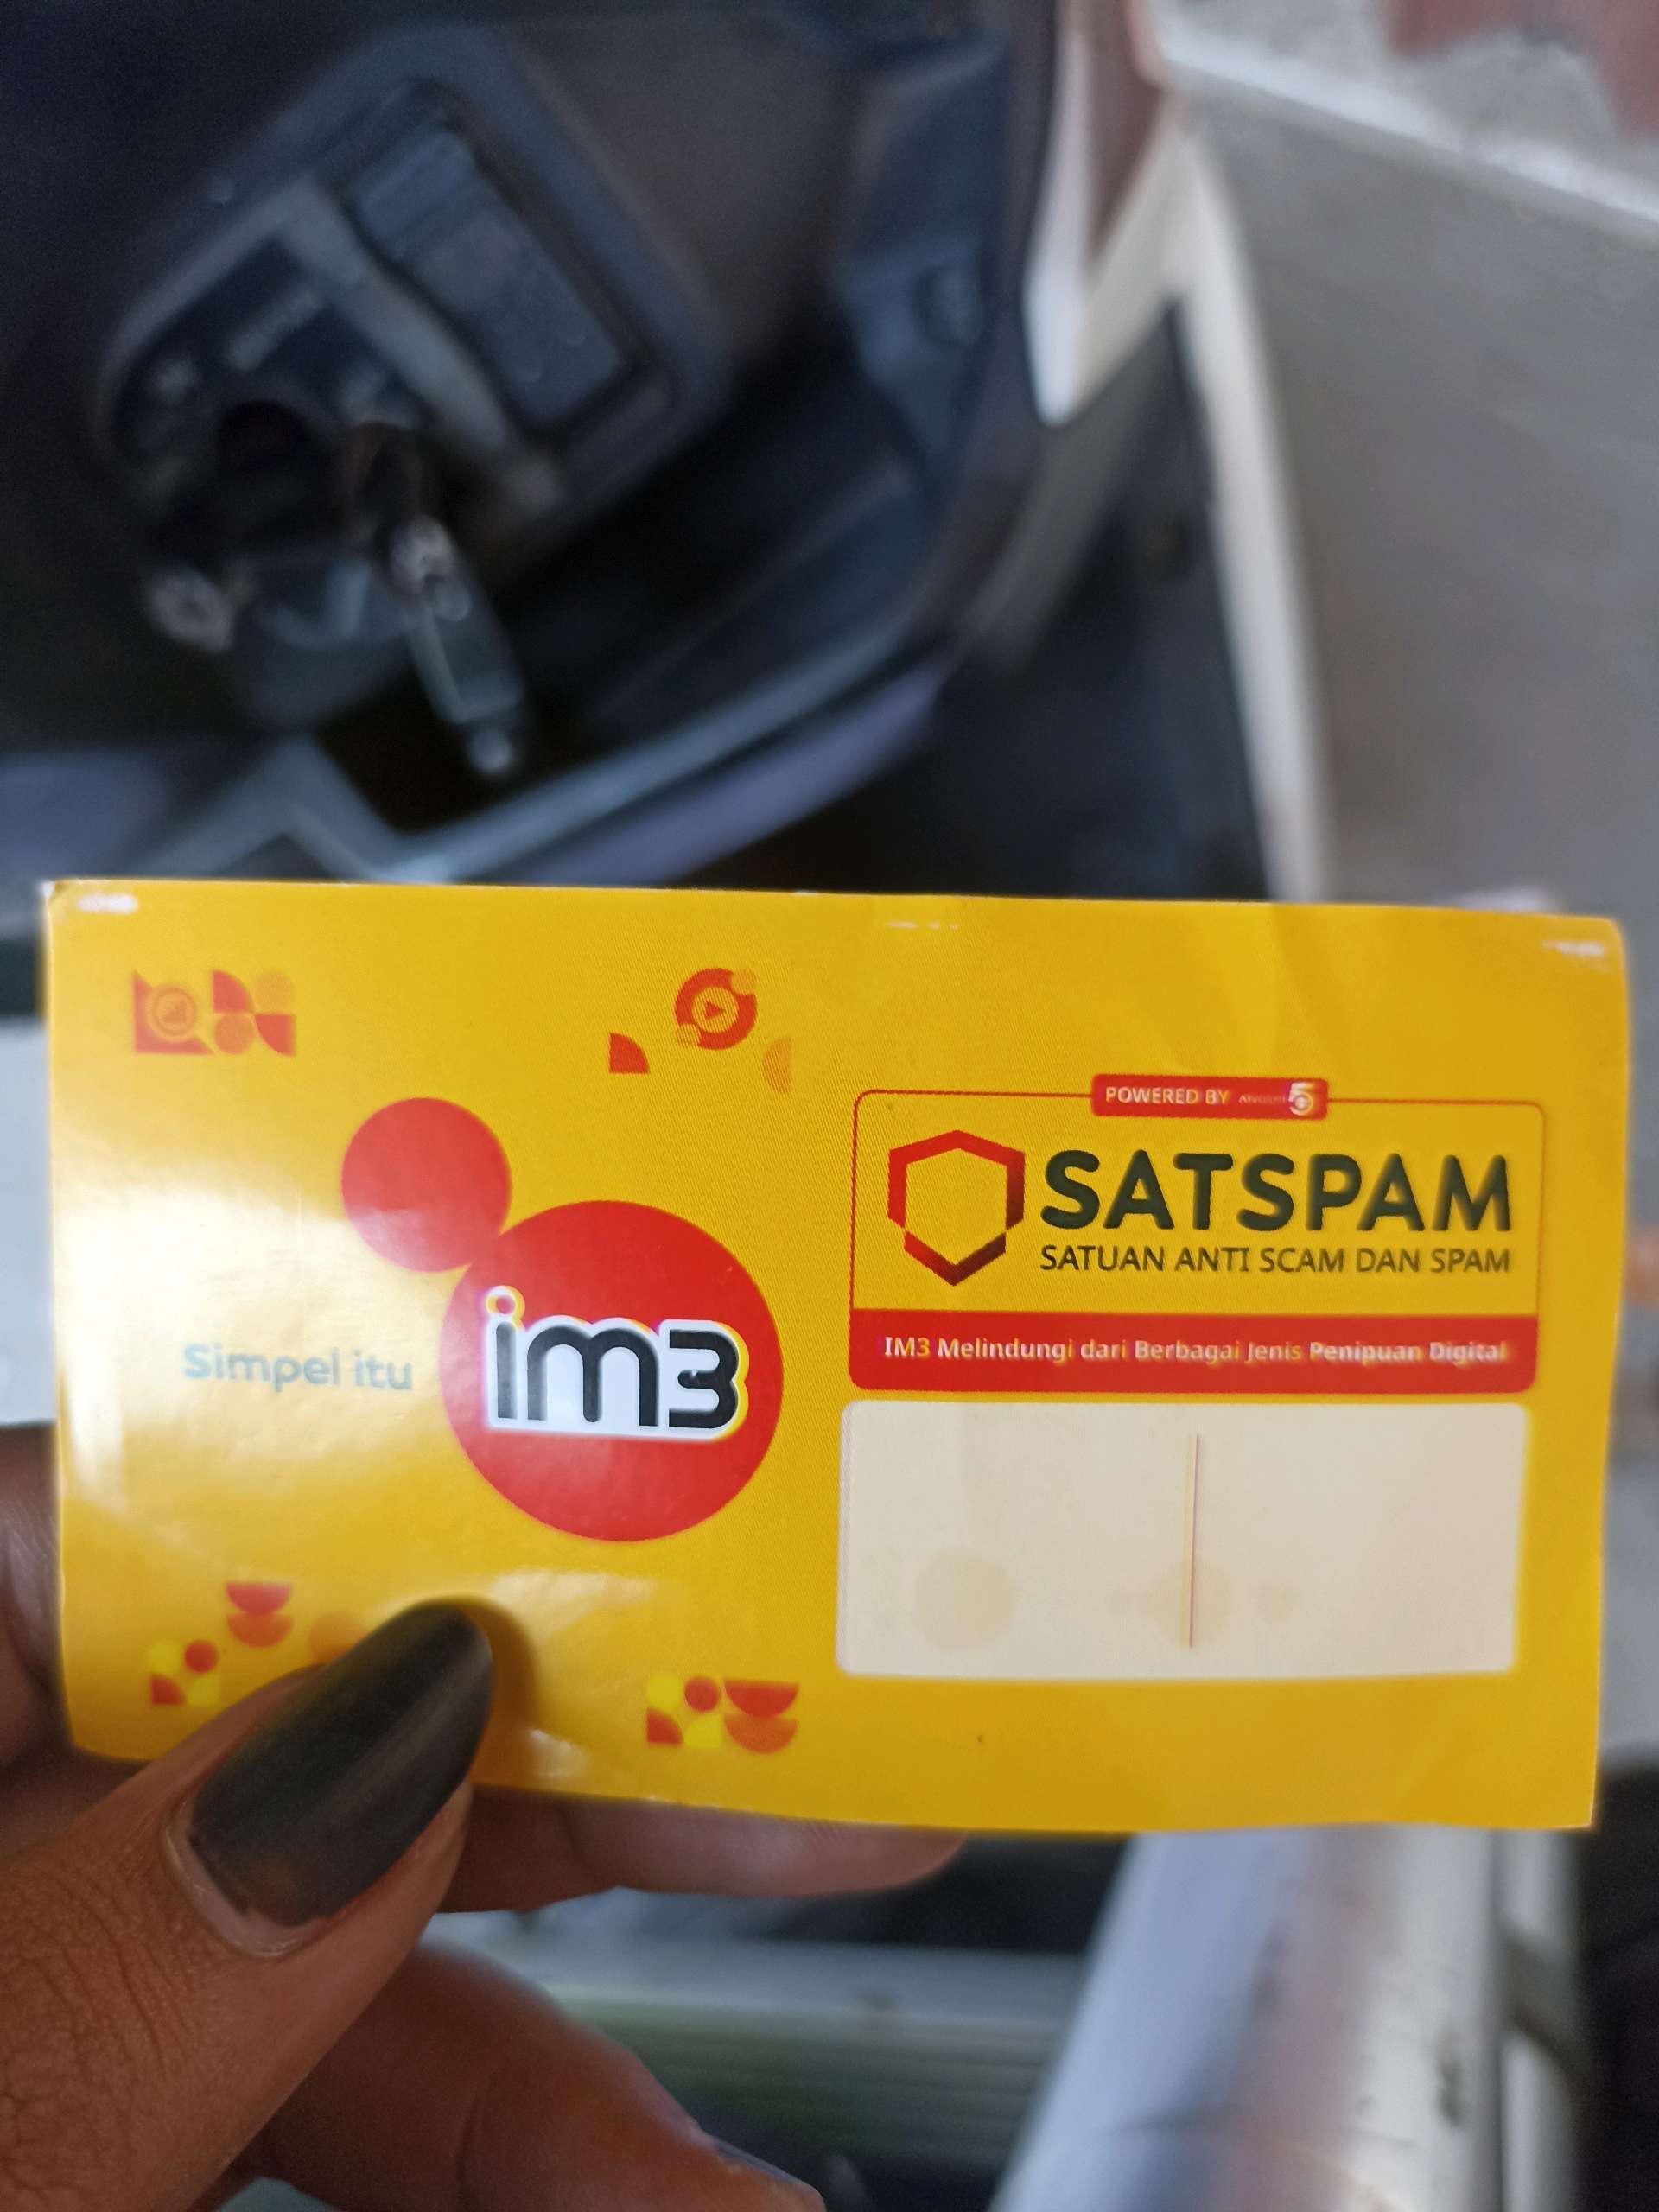 Simpel itu
im3
POWERED BY
SATSPAM
SATUAN ANTI SCAM DAN SPAM
IM3 Melindungi dari Berbagai Jenis Penipuan Digital